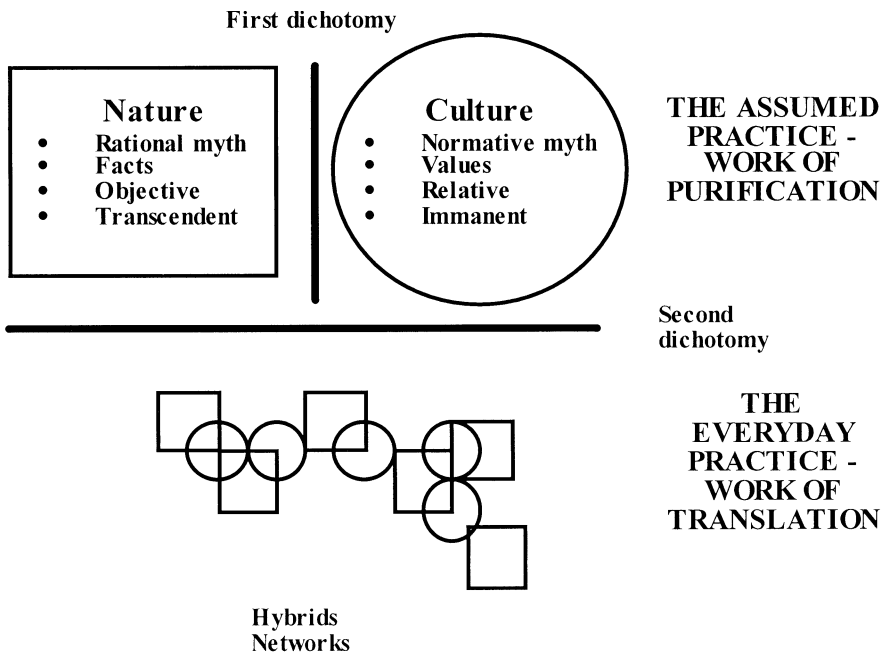 First dichotomy
Nature
• Rational myth
• Facts
• Objective
• Transcendent
Culture
• Normative myth
• Values
• Relative
• Immanent
THE ASSUMED
PRACTICE -
WORK OF
PURIFICATION
Second
dichotomy
THE
EVERYDAY
PRACTICE -
WORK OF
TRANSLATION
Hybrids
Networks